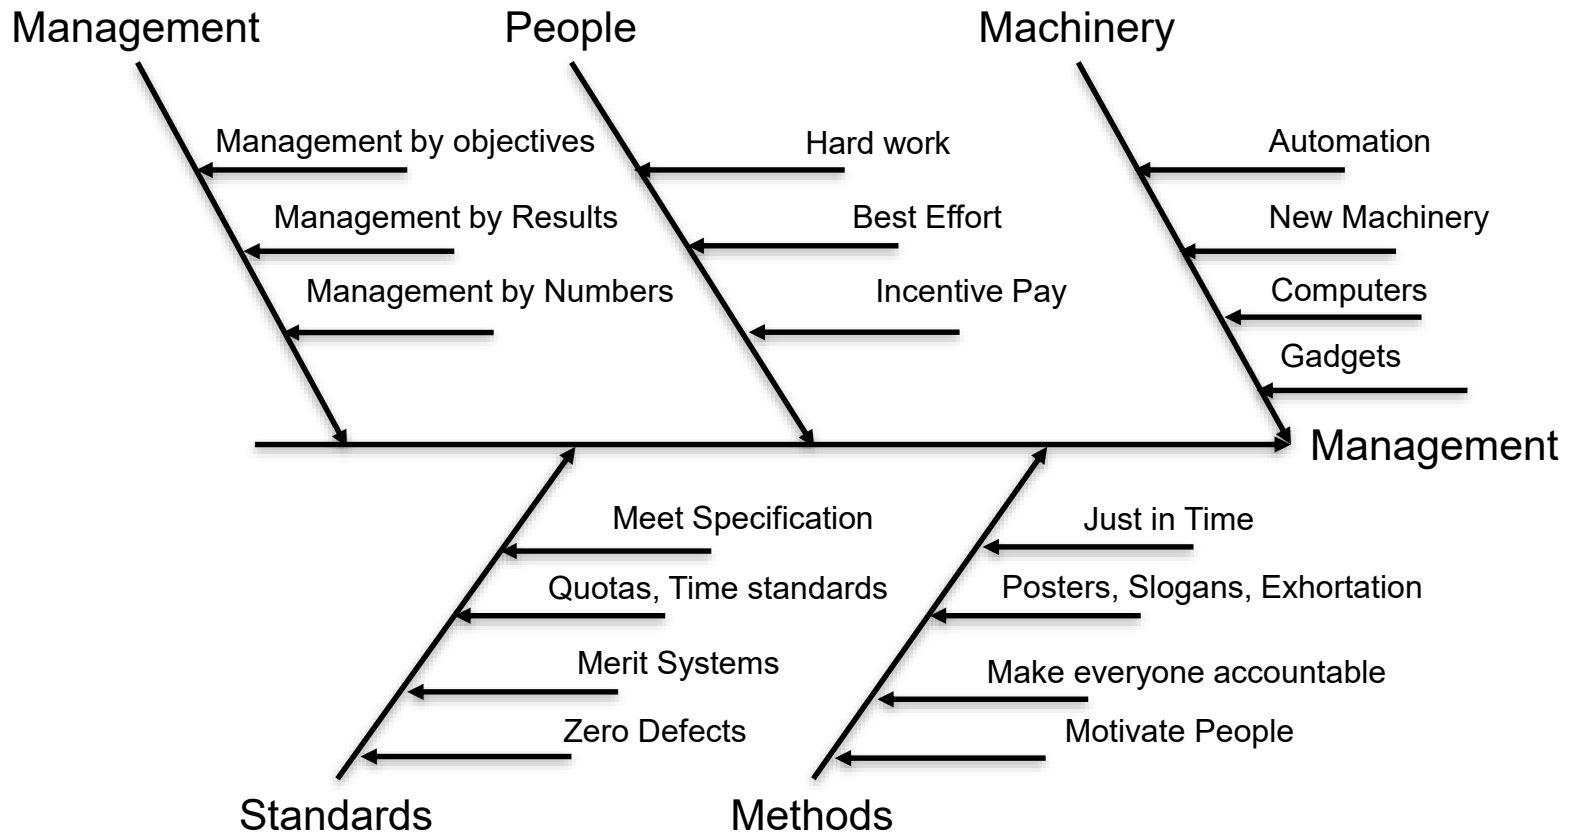 Management
People
Machinery
Management by objectives
Hard work
Automation
Management by Results
Best Effort
New Machinery
Management by Numbers
Incentive Pay
Computers
Gadgets
Management
Meet Specification
Just in Time
Quotas, Time standards
Posters, Slogans, Exhortation
Merit Systems
Make everyone accountable
Zero Defects
Motivate People
Standards
Methods